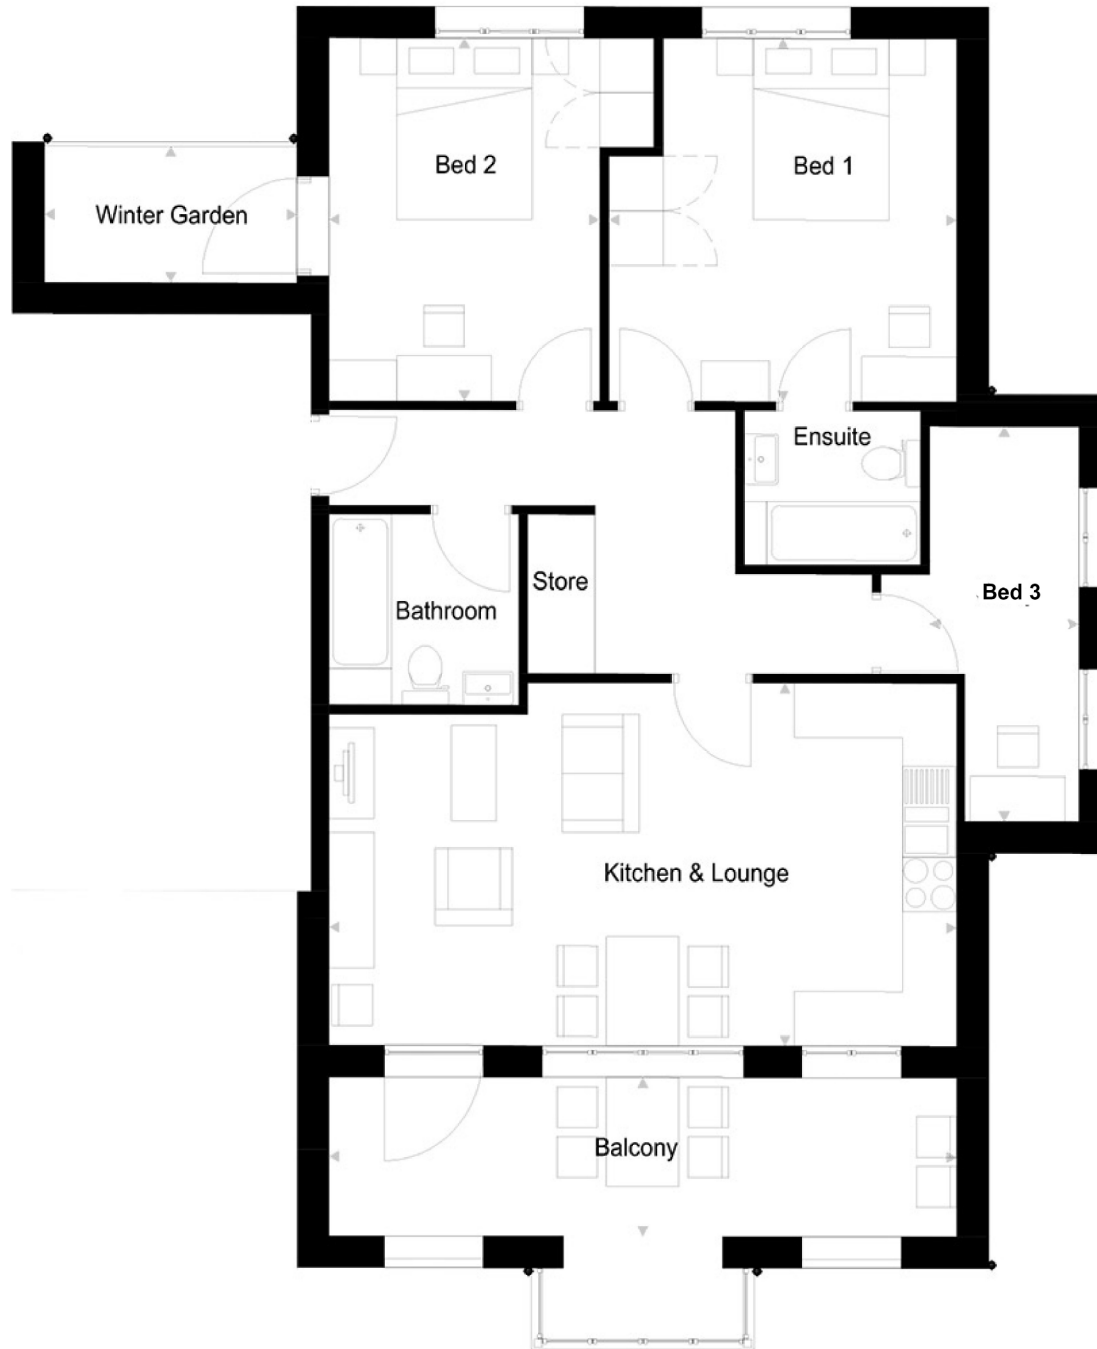 Bed 2
Bed 1
Winter Garden
Ensuite
Store
Bed 3
Bathroom
Kitchen & Lounge
Balcony